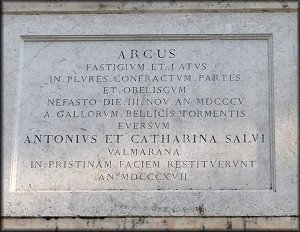 ARCUS
FASTIGIVM ET LATVS
IN PLVRES CONFRACTVM PARTES
ET OBELISCVM
NEFASTO DIE III NOV. AN MDCCCV
A GALLORVM BELLICIS TORMENTIS
EVERSVM
ANTONIVS ET CATHARINA SALVI
VALMARANA
IN PRISTINAM FACIEM RESTITVERVNT
AN. MDCCCXVII.